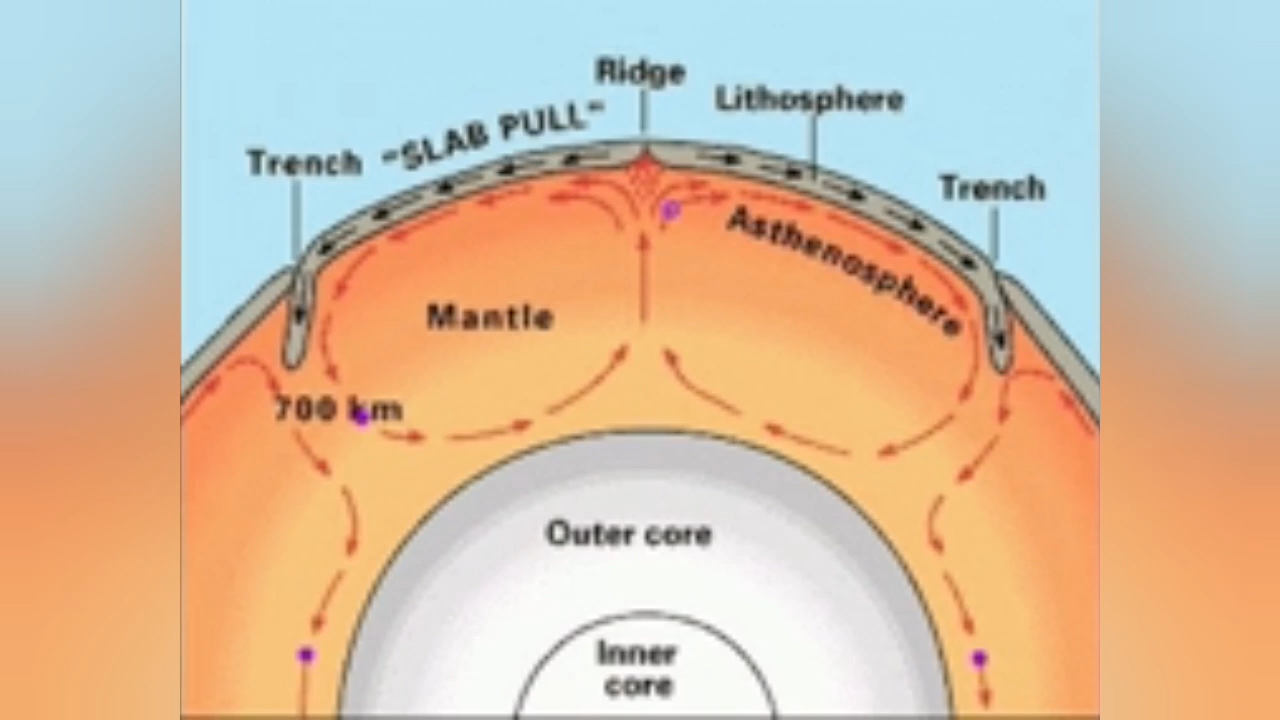 Ridge
Lithosphere
"SLAB PULL"
Trench
Trench
Asthenosphere
Mantle
700 km
Outer core
Inner
core